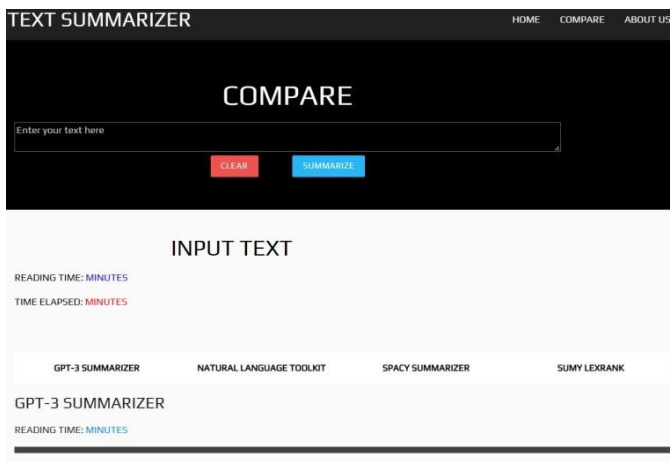 TEXT SUMMARIZER HOME COMPARE ABOUT US
COMPARE
Enter your text here
CLEAR SUMMARIZE
INPUT TEXT
READING TIME: MINUTES
TIME ELAPSED: MINUTES
GPT-3 SUMMARIZER NATURAL LANGUAGE TOOLKIT SPACY SUMMARIZER SUMY LEXRANK
GPT-3 SUMMARIZER
READING TIME: MINUTES